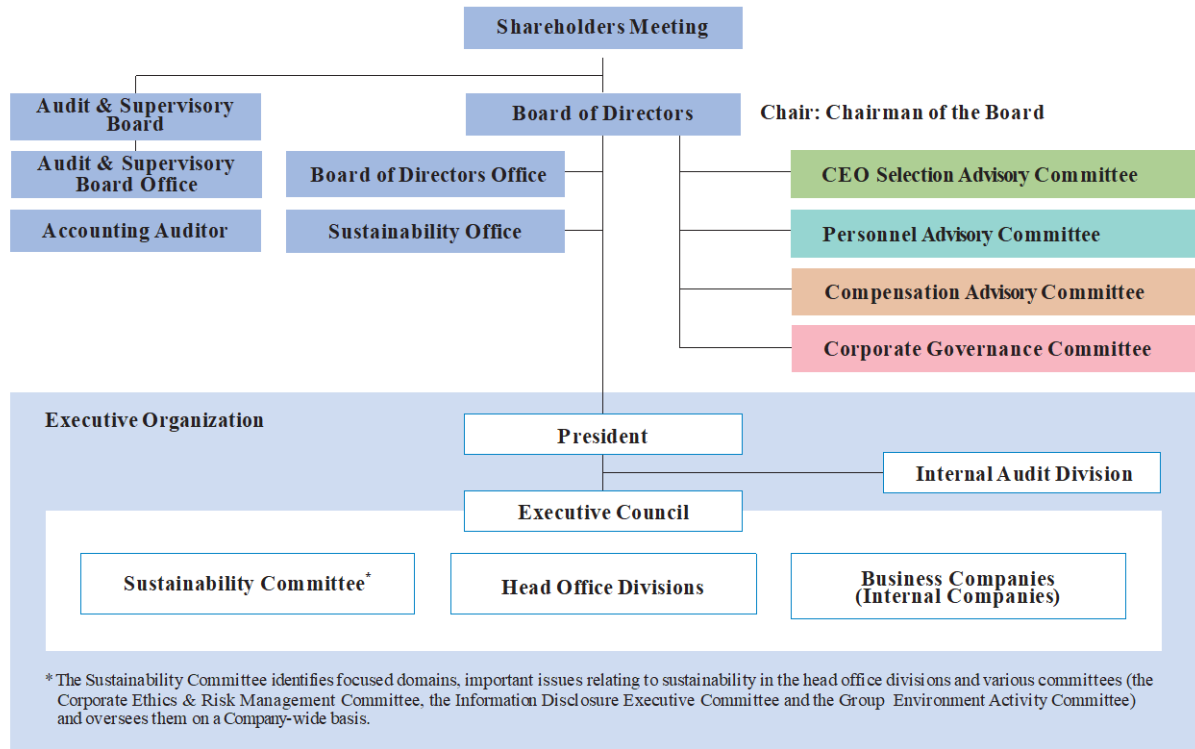 Shareholders Meeting
Audit & Supervisory
Board
Board of Directors
Chair: Chairman of the Board
Audit & Supervisory
Board Office
Board of Directors Office
CEO Selection Advisory Committee
Accounting Auditor
Sustainability Office
Personnel Advisory Committee
Compensation Advisory Committee
Corporate Governance Committee
Executive Organization
President
Internal Audit Division
Executive Council
Sustainability Committee*
Head Office Divisions
Business Companies
(Internal Companies)
* The Sustainability Committee identifies focused domains, important issues relating to sustainability in the head office divisions and various committees (the
Corporate Ethics & Risk Management Committee, the Information Disclosure Executive Committee and the Group Environment Activity Committee)
and oversees them on a Company-wide basis.